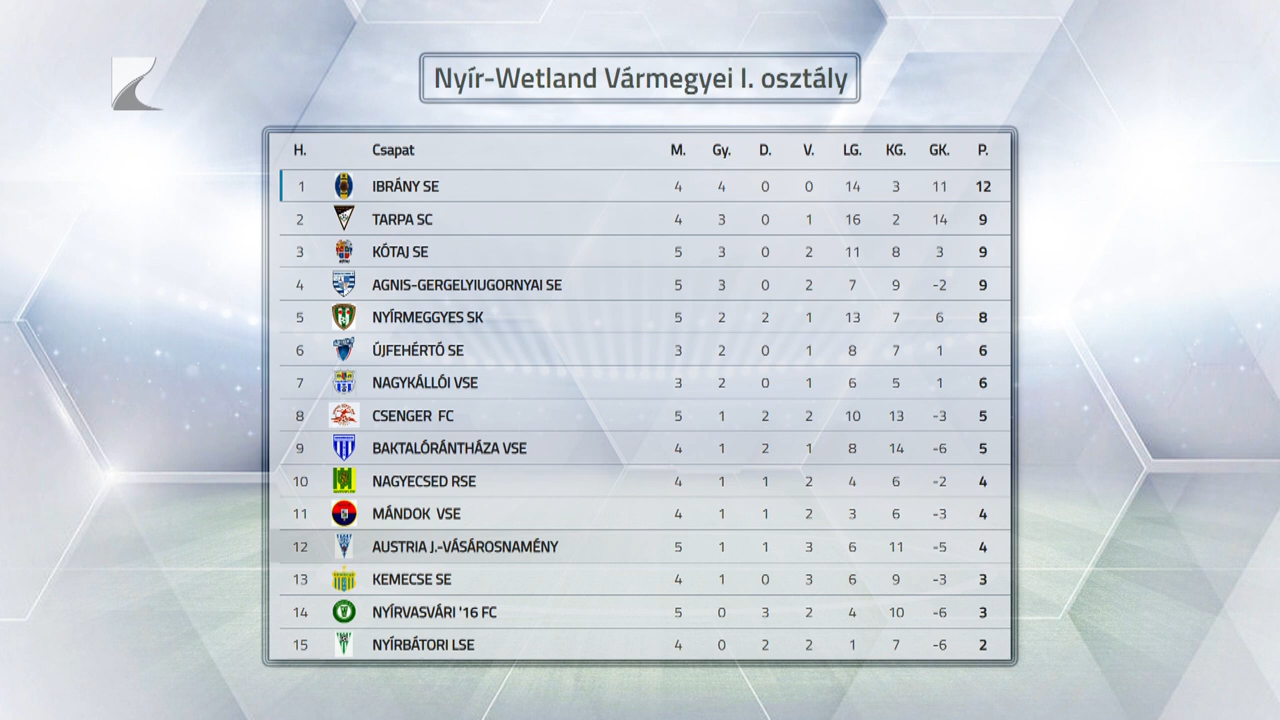 Nyír-Wetland Vármegyei I. osztály
H. Csapat M. Gy. D. V. LG. KG. GK. P.
1 IBRÁNY SE 4 4 0 0 14 3 11 12
2 TARPA SC 4 3 0 1 16 2 14 9
3 KÓTAJ SE 5 3 0 2 11 8 3 9
4 AGNIS-GERGELYIUGORNYAI SE 5 3 0 2 7 9 -2 9
5 NYÍRMEGGYES SK 5 2 2 1 13 7 6 8
6 ÚJFEHÉRTÓ SE 3 2 0 1 8 7 1 6
7 NAGYKÁLLÓI VSE 3 2 0 1 6 5 1 6
8 CSENGER FC 5 1 2 2 10 13 -3 5
9 BAKTALÓRÁNTHÁZA VSE 4 1 2 1 8 14 -6 5
10 NAGYECSED RSE 4 1 1 2 4 6 -2 4
11 MÁNDOK VSE 4 1 1 2 3 6 -3 4
12 AUSTRIA J.-VÁSÁROSNAMÉNY 5 1 1 3 6 11 -5 4
13 KEMECSE SE 4 1 0 3 6 9 -3 3
14 NYÍRVASVÁRI '16 FC 5 0 3 2 4 10 -6 3
15 NYÍRBÁTORI LSE 4 0 2 2 1 7 -6 2